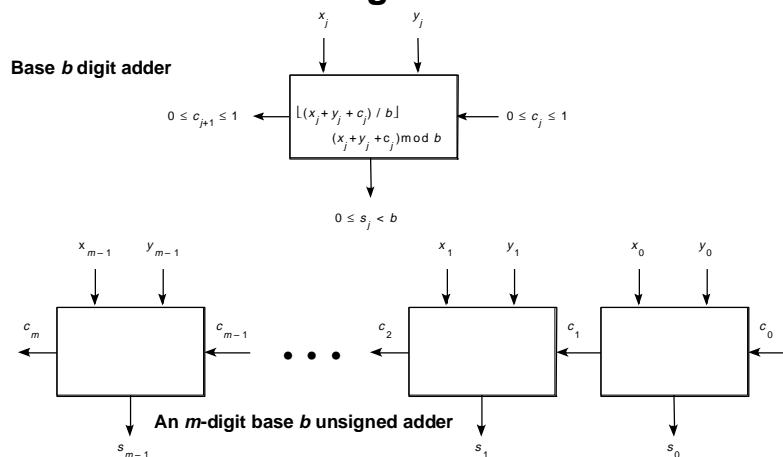 x_j y_j
Base b digit adder
0 ≤ c_{j+1} ≤ 1 ⌊(x_j + y_j + c_j) / b⌋ 0 ≤ c_j ≤ 1
(x_j + y_j + c_j) mod b
0 ≤ s_j < b
x_{m–1} y_{m–1} x_1 y_1 x_0 y_0
c_m c_{m–1} c_2 c_1 c_0
• • •
An m-digit base b unsigned adder
s_{m–1} s_1 s_0